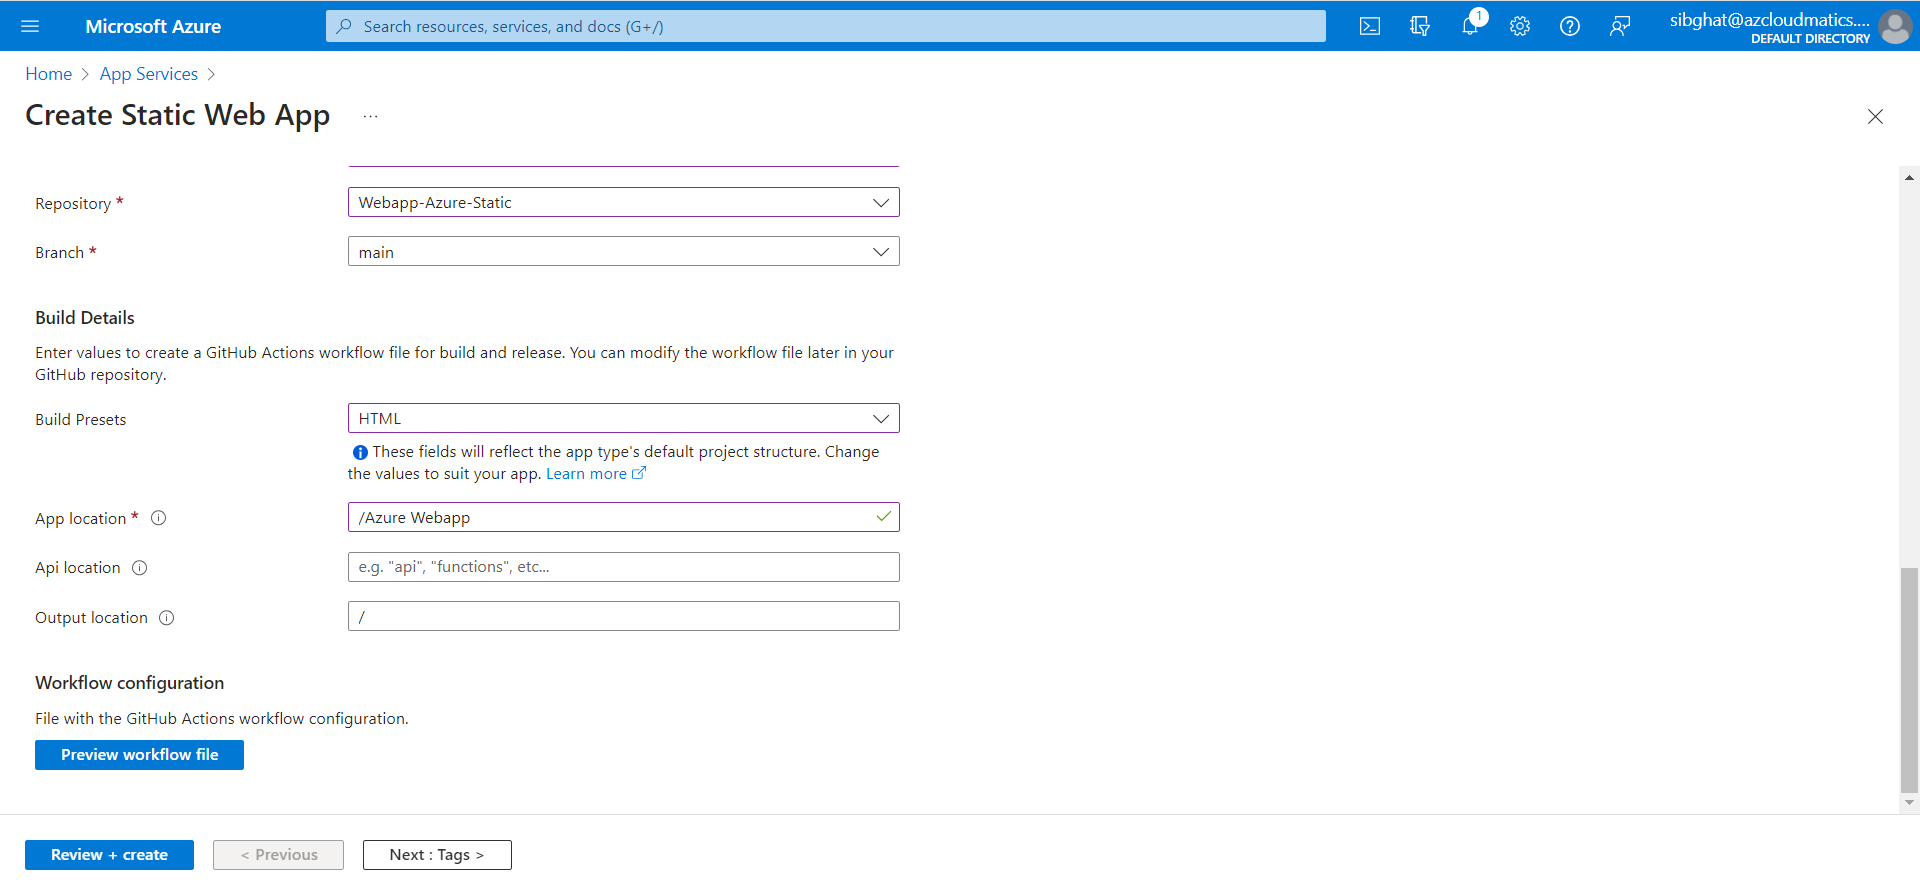 Microsoft Azure
Search resources, services, and docs (G+/)
1
sibghat@azcloudmatics....
DEFAULT DIRECTORY
Home > App Services >
Create Static Web App ...
Repository *
Webapp-Azure-Static
Branch *
main
Build Details
Enter values to create a GitHub Actions workflow file for build and release. You can modify the workflow file later in your
GitHub repository.
Build Presets
HTML
These fields will reflect the app type's default project structure. Change
the values to suit your app. Learn more
App location *
/Azure Webapp
Api location
e.g. "api", "functions", etc...
Output location
/
Workflow configuration
File with the GitHub Actions workflow configuration.
Preview workflow file
Review + create
< Previous
Next : Tags >